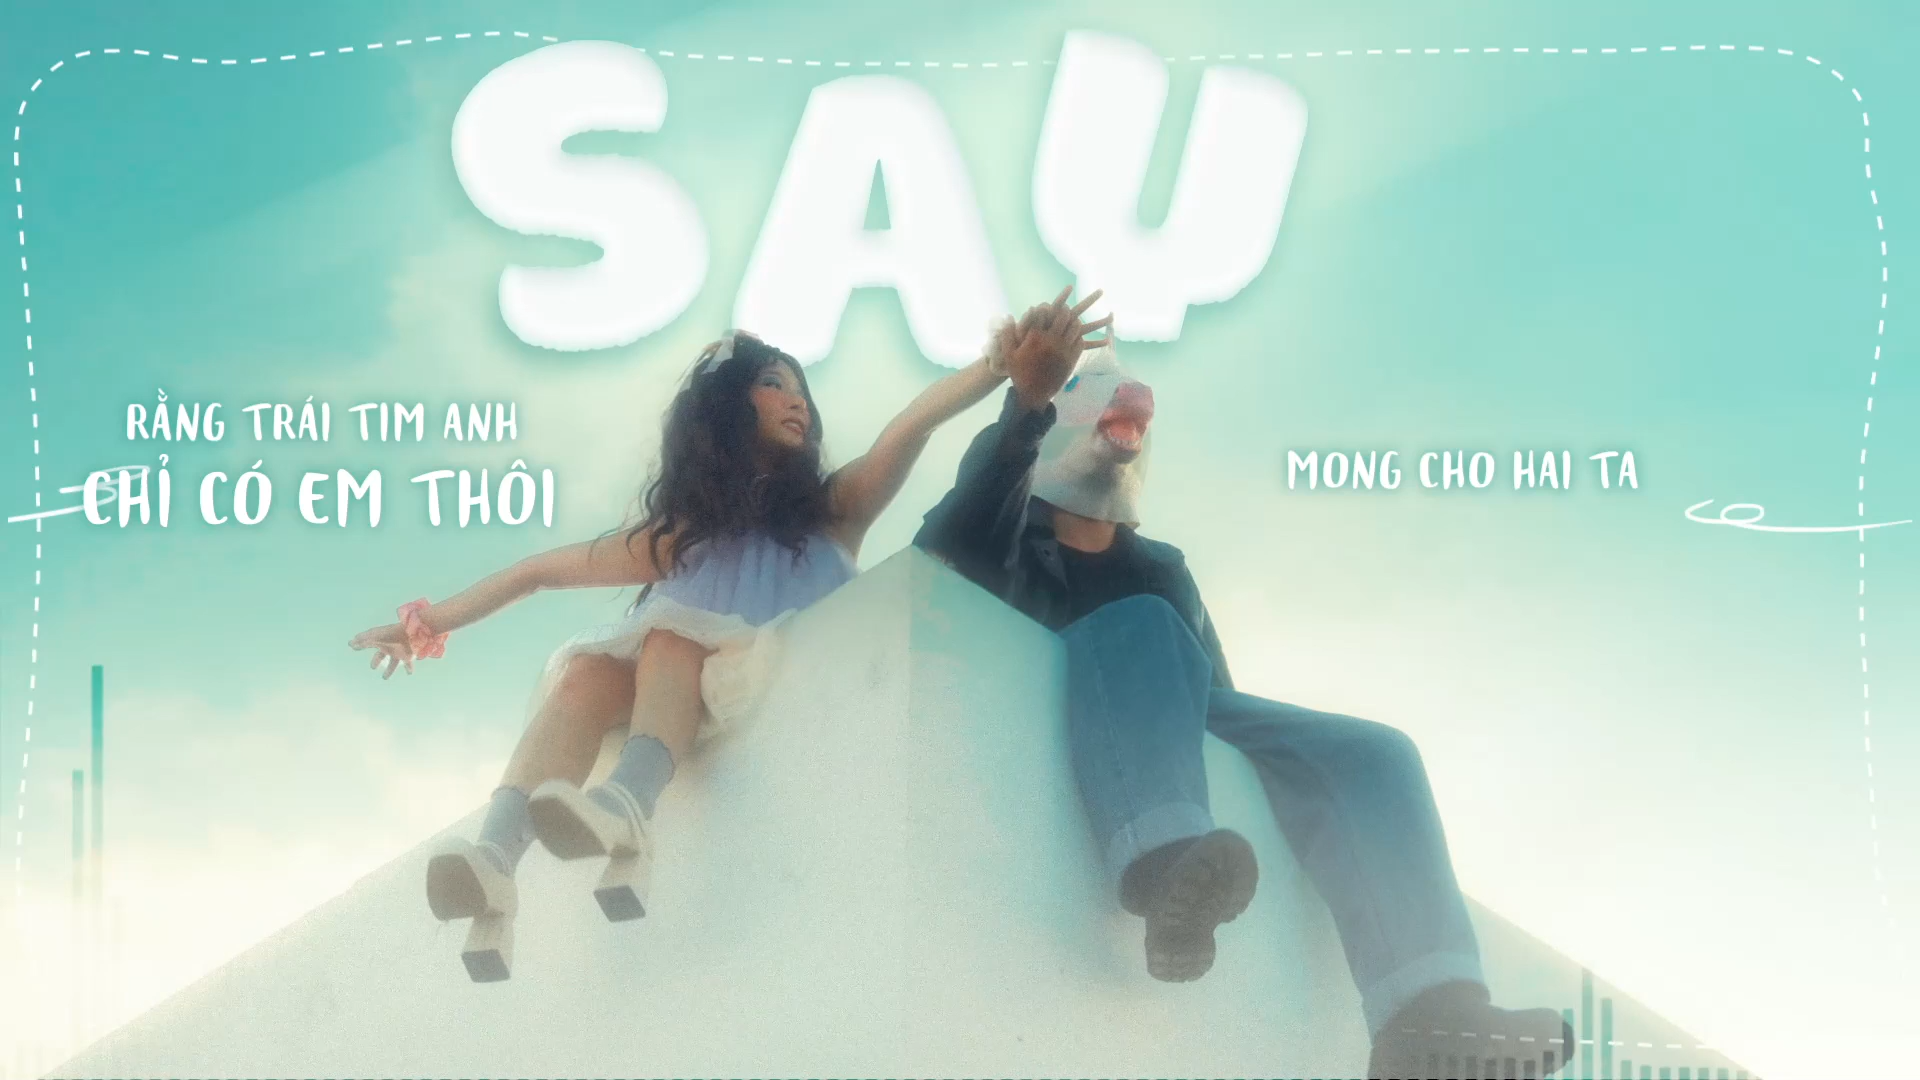 SAY
RẰNG TRÁI TIM ANH
CHỈ CÓ EM THÔI
MONG CHO HAI TA